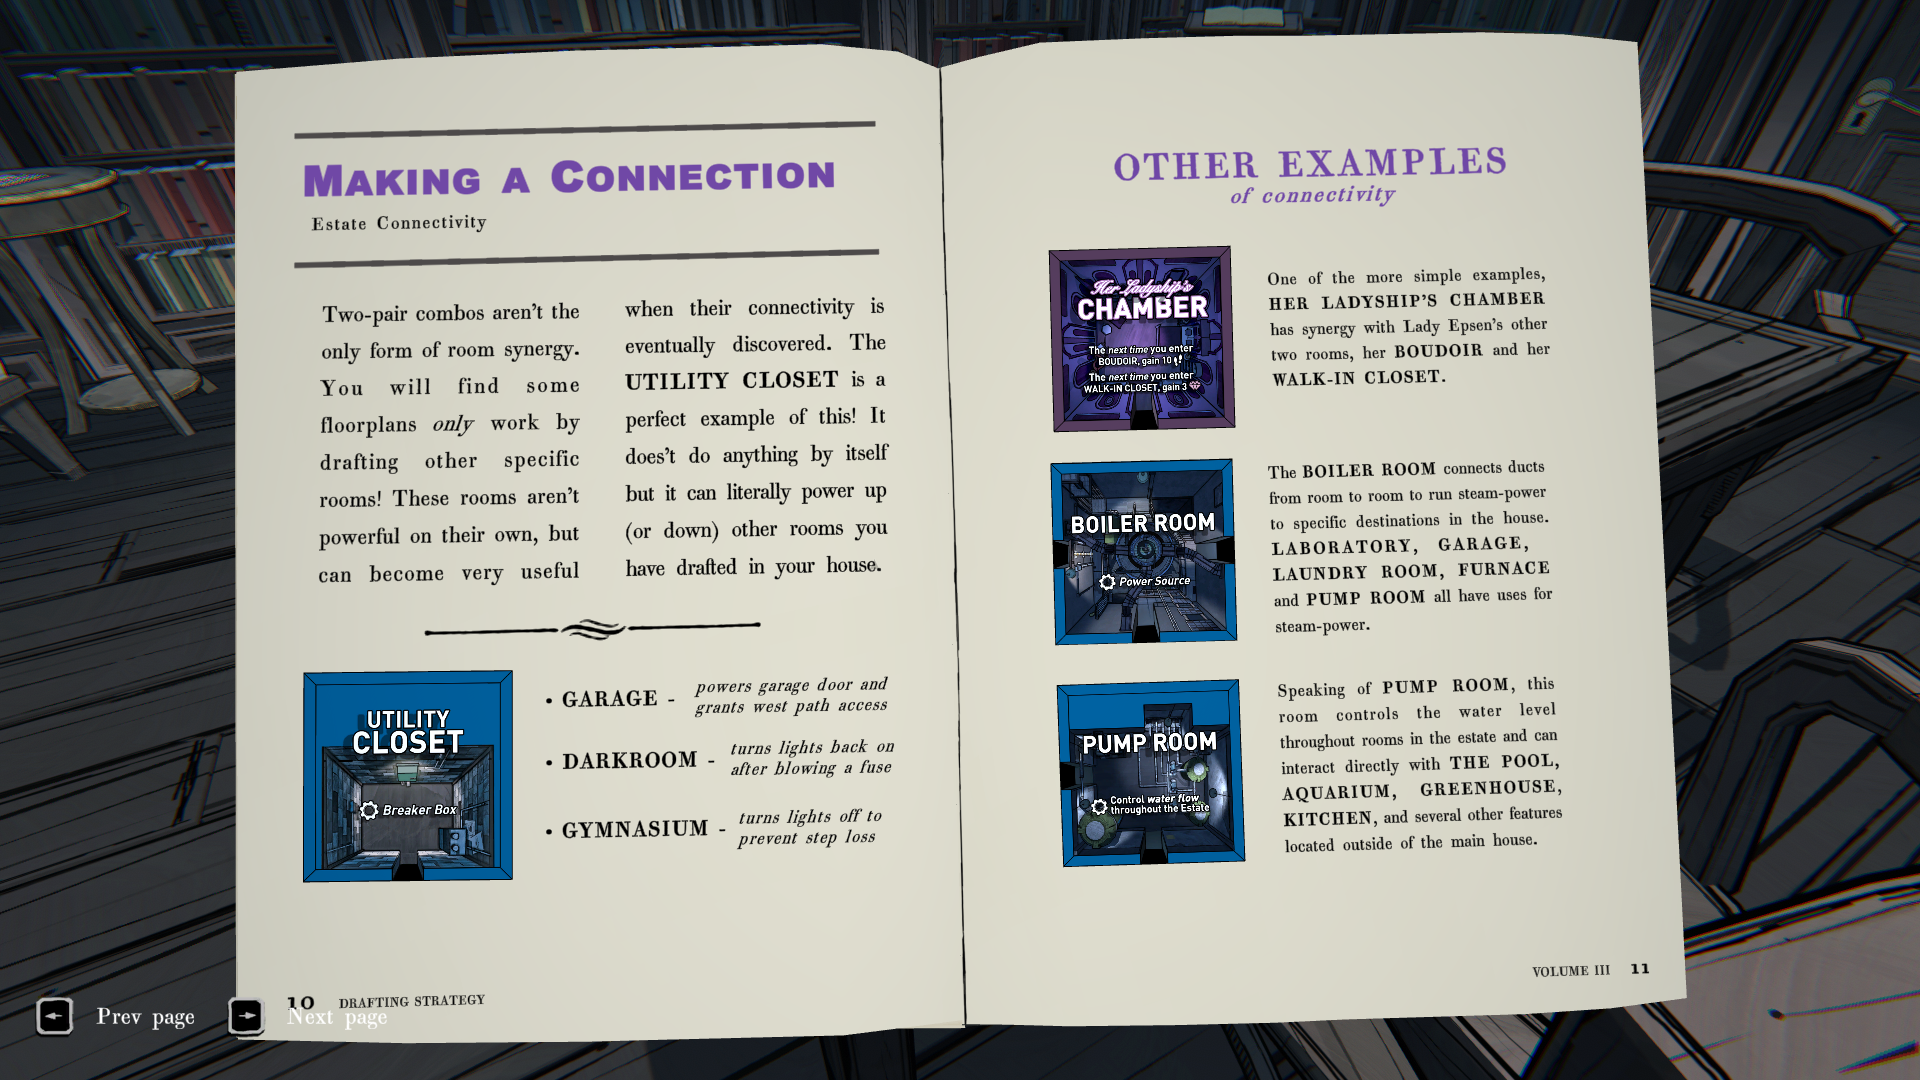 MAKING A CONNECTION
Estate Connectivity
Two-pair combos aren't the
only form of room synergy.
You will find some
floorplans only work by
drafting other specific
rooms! These rooms aren't
powerful on their own, but
can become very useful
when their connectivity is
eventually discovered. The
UTILITY CLOSET is a
perfect example of this! It
does't do anything by itself
but it can literally power up
(or down) other rooms you
have drafted in your house.
UTILITY
CLOSET
Breaker Box
• GARAGE - powers garage door and
grants west path access
• DARKROOM - turns lights back on
after blowing a fuse
• GYMNASIUM - turns lights off to
prevent step loss
10 DRAFTING STRATEGY
OTHER EXAMPLES
of connectivity
Her Ladyship's
CHAMBER
The next time you enter
BOUDOIR, gain 10
The next time you enter
WALK-IN CLOSET, gain 3
One of the more simple examples,
HER LADYSHIP'S CHAMBER
has synergy with Lady Epsen's other
two rooms, her BOUDOIR and her
WALK-IN CLOSET.
BOILER ROOM
Power Source
The BOILER ROOM connects ducts
from room to room to run steam-power
to specific destinations in the house.
LABORATORY, GARAGE,
LAUNDRY ROOM, FURNACE
and PUMP ROOM all have uses for
steam-power.
PUMP ROOM
Control water flow
throughout the Estate
Speaking of PUMP ROOM, this
room controls the water level
throughout rooms in the estate and can
interact directly with THE POOL,
AQUARIUM, GREENHOUSE,
KITCHEN, and several other features
located outside of the main house.
VOLUME III 11
Prev page
Next page